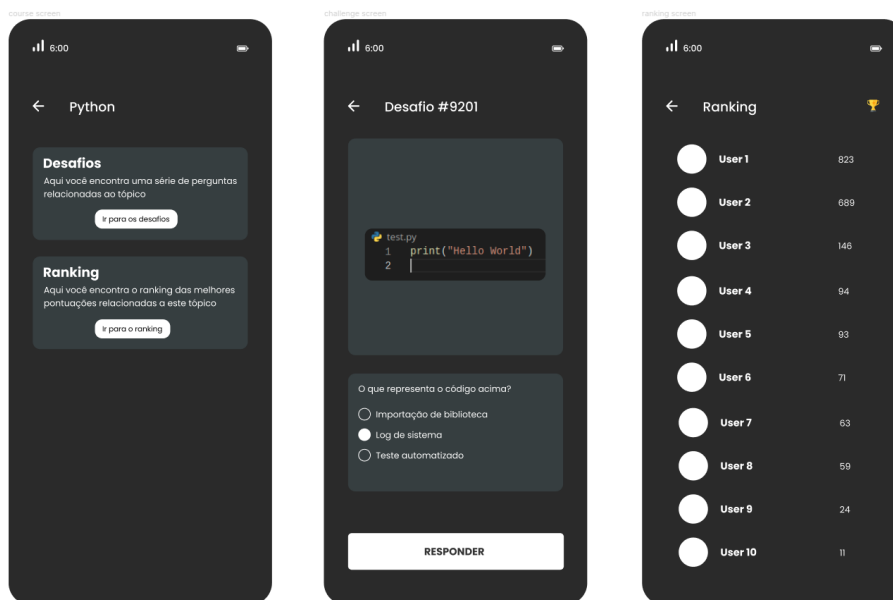 course screen
6:00
Python
Desafios
Aqui você encontra uma série de perguntas
relacionadas ao tópico
Ir para os desafios
Ranking
Aqui você encontra o ranking das melhores
pontuações relacionadas a este tópico
Ir para o ranking
challenge screen
6:00
Desafio #9201
test.py
1 print("Hello World")
2
O que representa o código acima?
Importação de biblioteca
Log de sistema
Teste automatizado
RESPONDER
ranking screen
6:00
Ranking
User 1 823
User 2 689
User 3 146
User 4 94
User 5 93
User 6 71
User 7 63
User 8 59
User 9 24
User 10 11